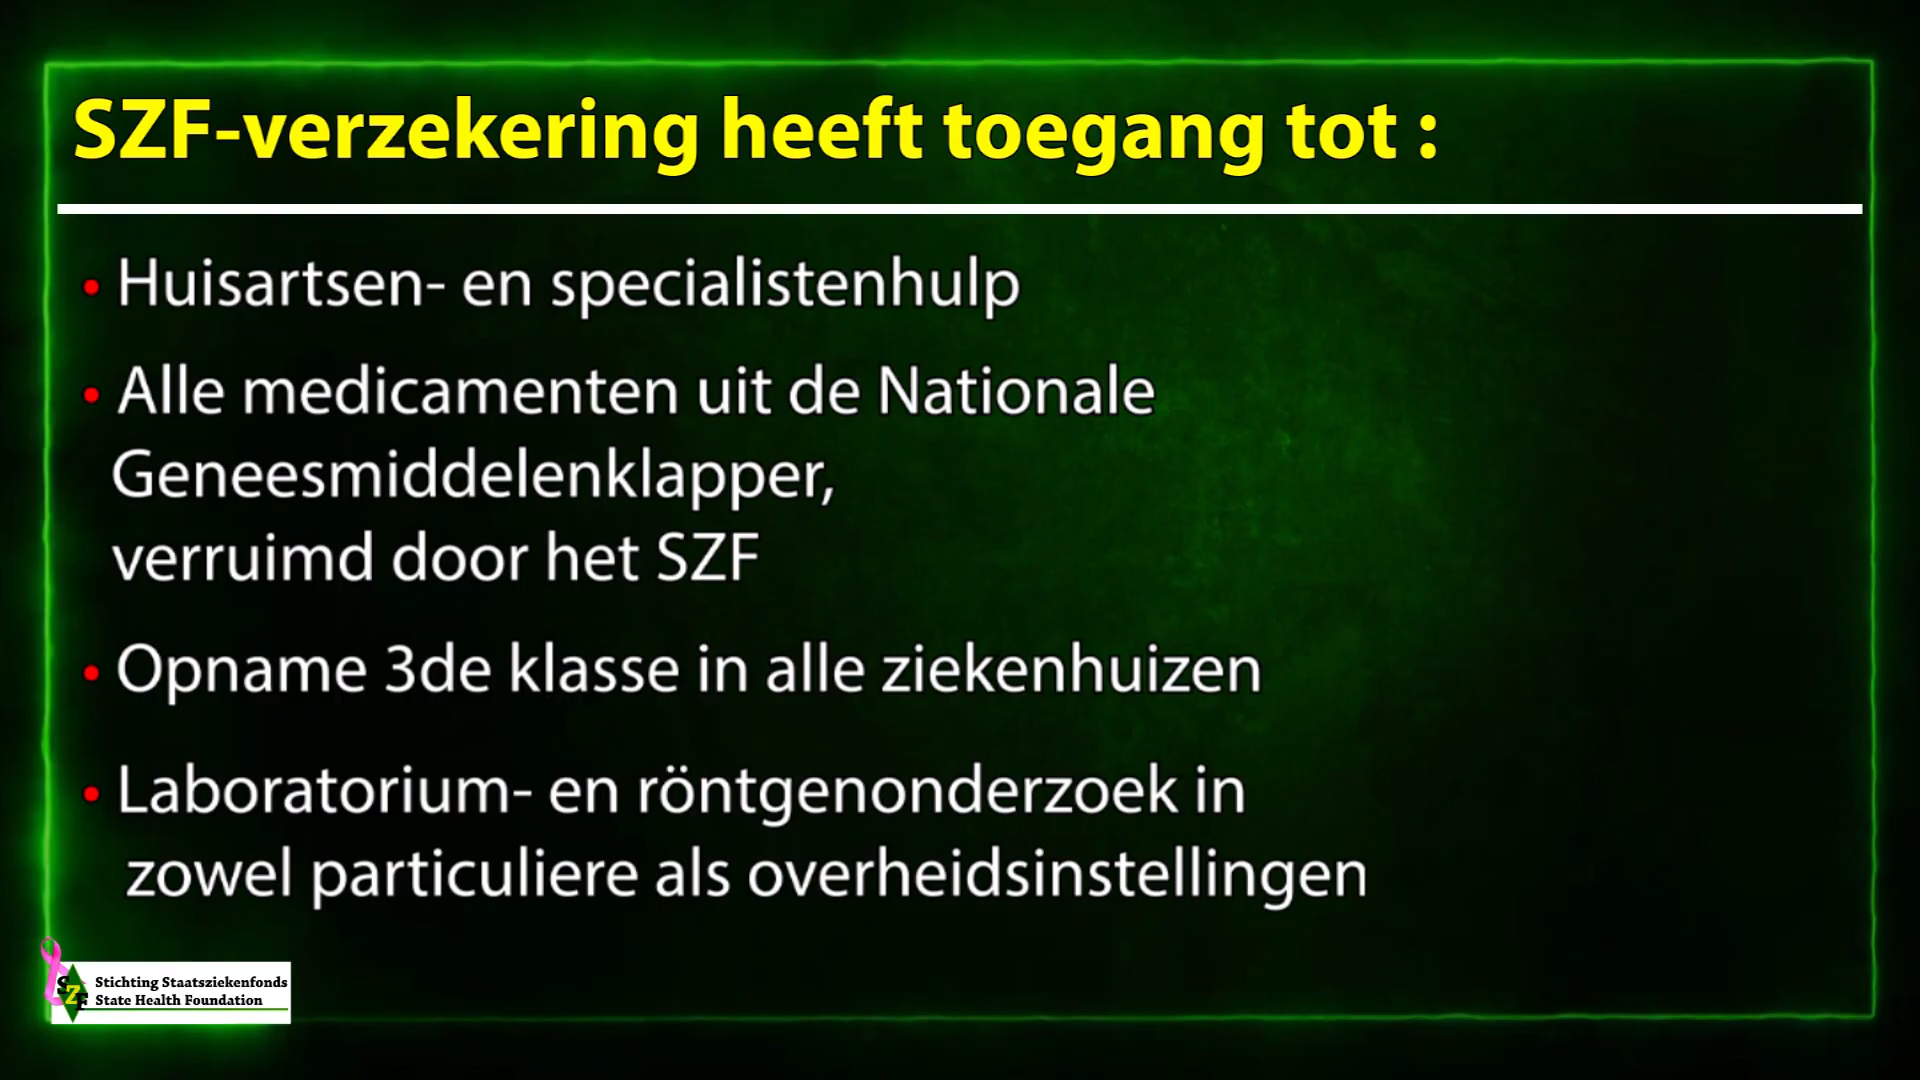 SZF-verzekering heeft toegang tot :
• Huisartsen- en specialistenhulp
• Alle medicamenten uit de Nationale
Geneesmiddelenklapper,
verruimd door het SZF
• Opname 3de klasse in alle ziekenhuizen
• Laboratorium- en röntgenonderzoek in
zowel particuliere als overheidsinstellingen
SZF
Stichting Staatsziekenfonds
State Health Foundation